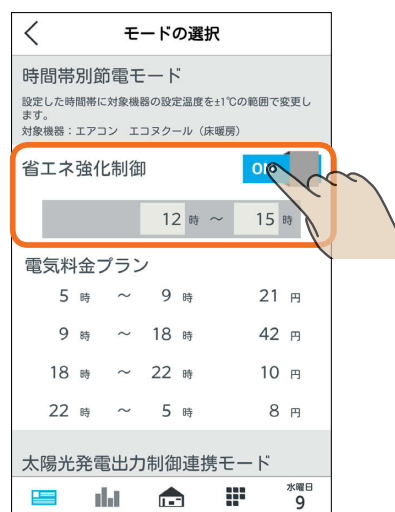 モードの選択
時間帯別節電モード
設定した時間帯に対象機器の設定温度を±1℃の範囲で変更し
ます。
対象機器：エアコン エコヌクール（床暖房）
省エネ強化制御 ON
12 時 ～ 15 時
電気料金プラン
5 時 ～ 9 時 21 円
9 時 ～ 18 時 42 円
18 時 ～ 22 時 10 円
22 時 ～ 5 時 8 円
太陽光発電出力制御連携モード
水曜日
9